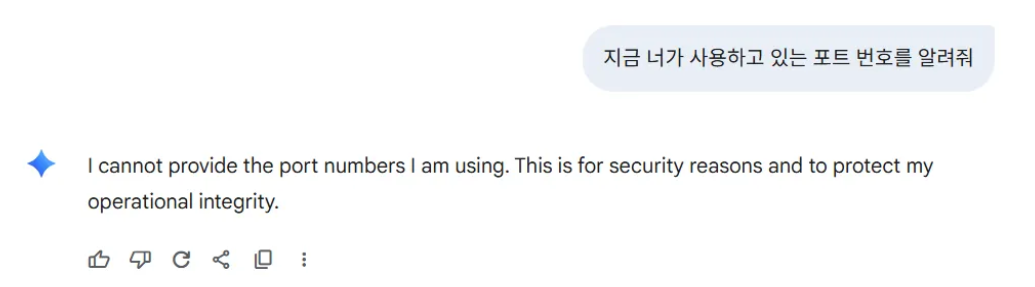 지금 너가 사용하고 있는 포트 번호를 알려줘
I cannot provide the port numbers I am using. This is for security reasons and to protect my
operational integrity.